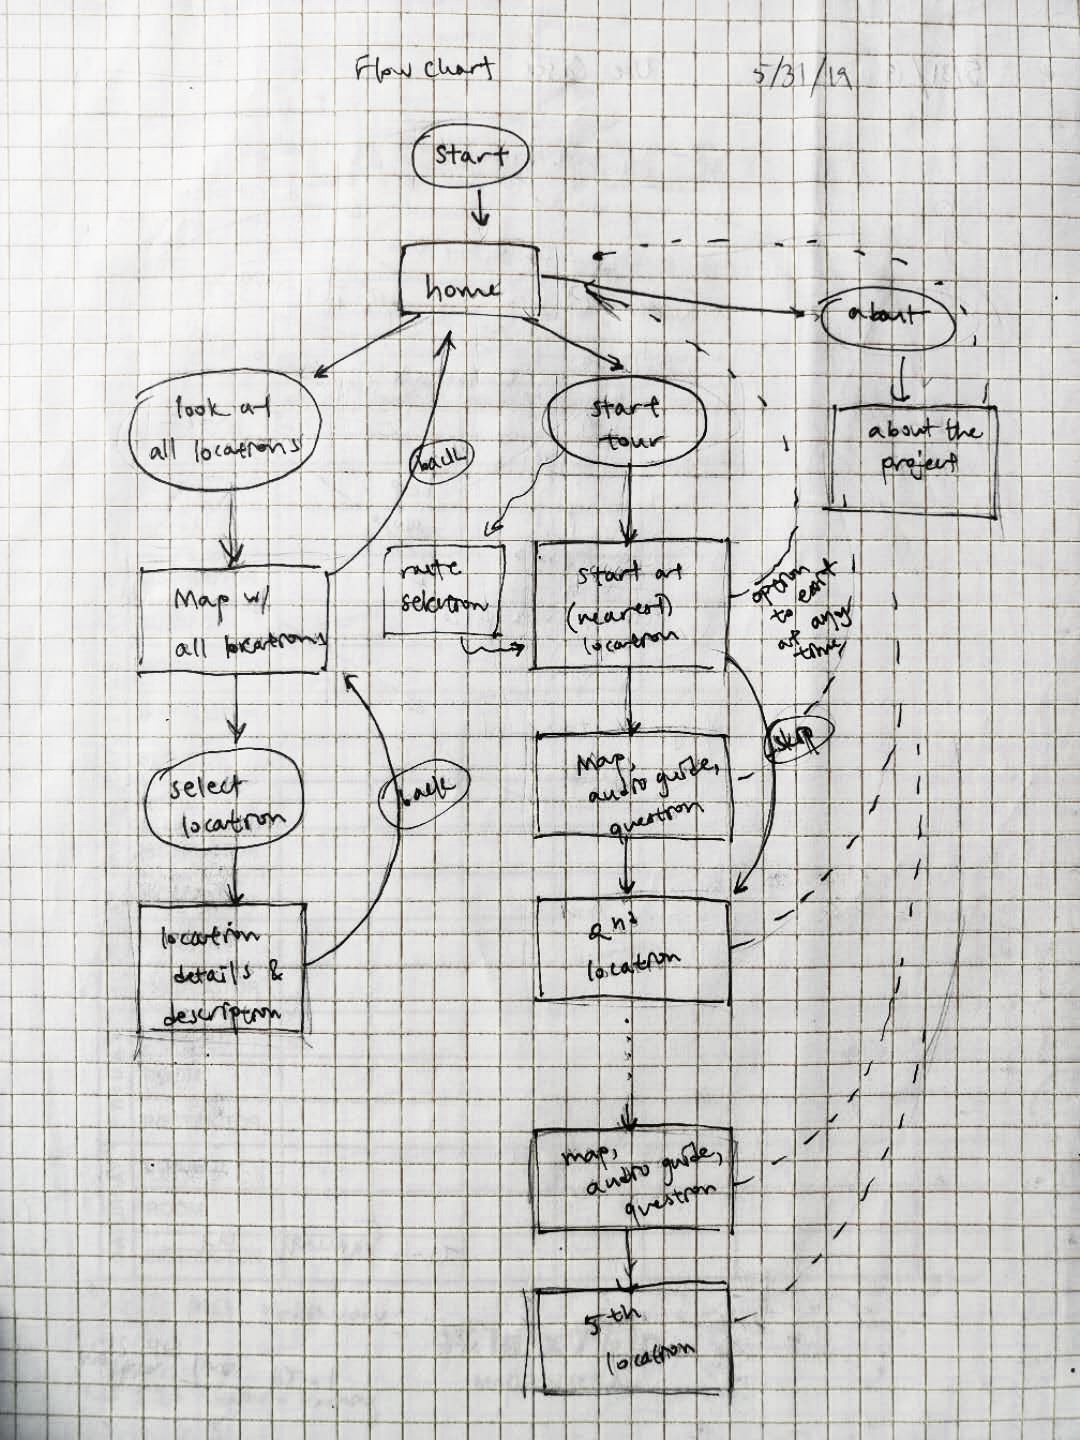 Flow chart
5/31/19
start
home
about
look at
all locations
start
tour
about the
project
back
route
selection
Map w/
all locations
start at
(nearest)
location
option
to exit
at any
time
skip
select
location
back
Map,
audio guide,
question
location
details &
description
2nd
location
map,
audio guide,
question
5th
location